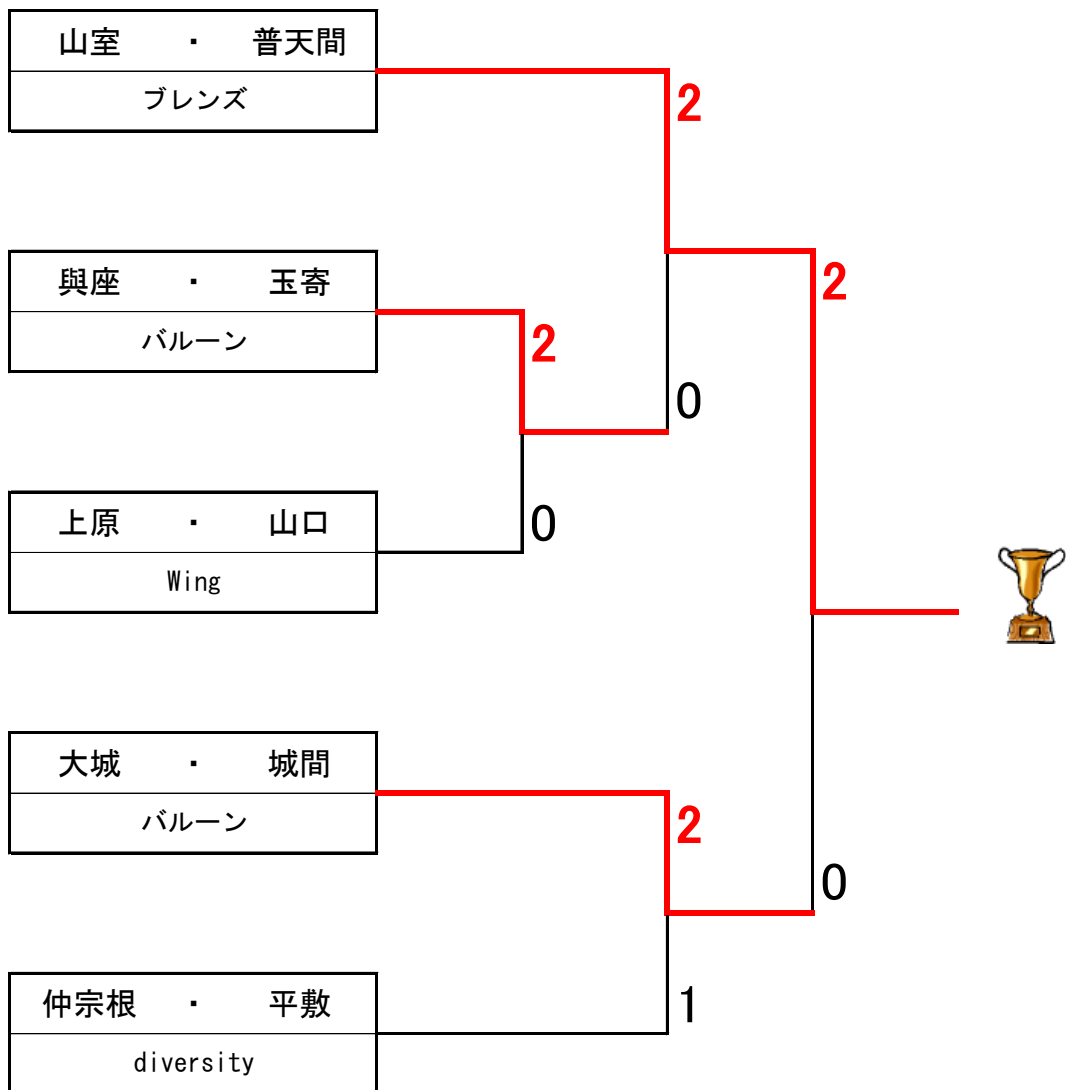 山室 ・ 普天間
ブレンズ
2
與座 ・ 玉寄
バルーン
2
2
0
上原 ・ 山口
Wing
0
大城 ・ 城間
バルーン
2
0
仲宗根 ・ 平敷
diversity
1